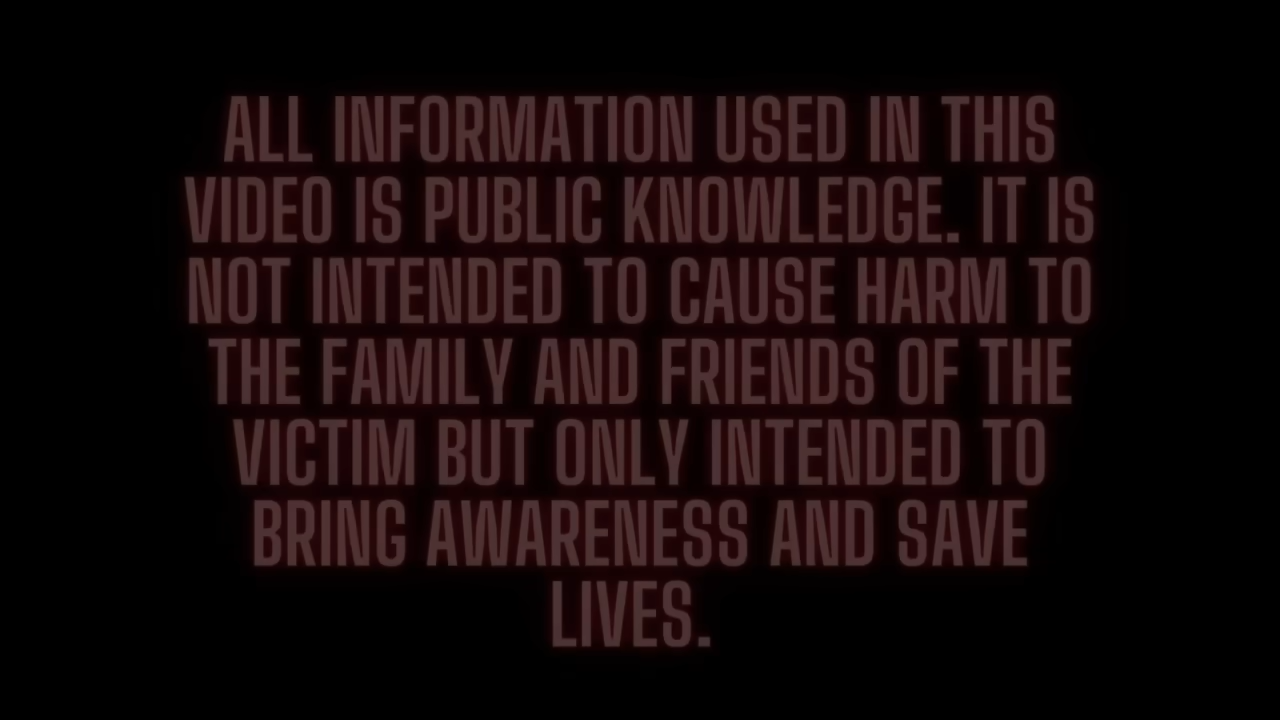 ALL INFORMATION USED IN THIS
VIDEO IS PUBLIC KNOWLEDGE. IT IS
NOT INTENDED TO CAUSE HARM TO
THE FAMILY AND FRIENDS OF THE
VICTIM BUT ONLY INTENDED TO
BRING AWARENESS AND SAVE
LIVES.